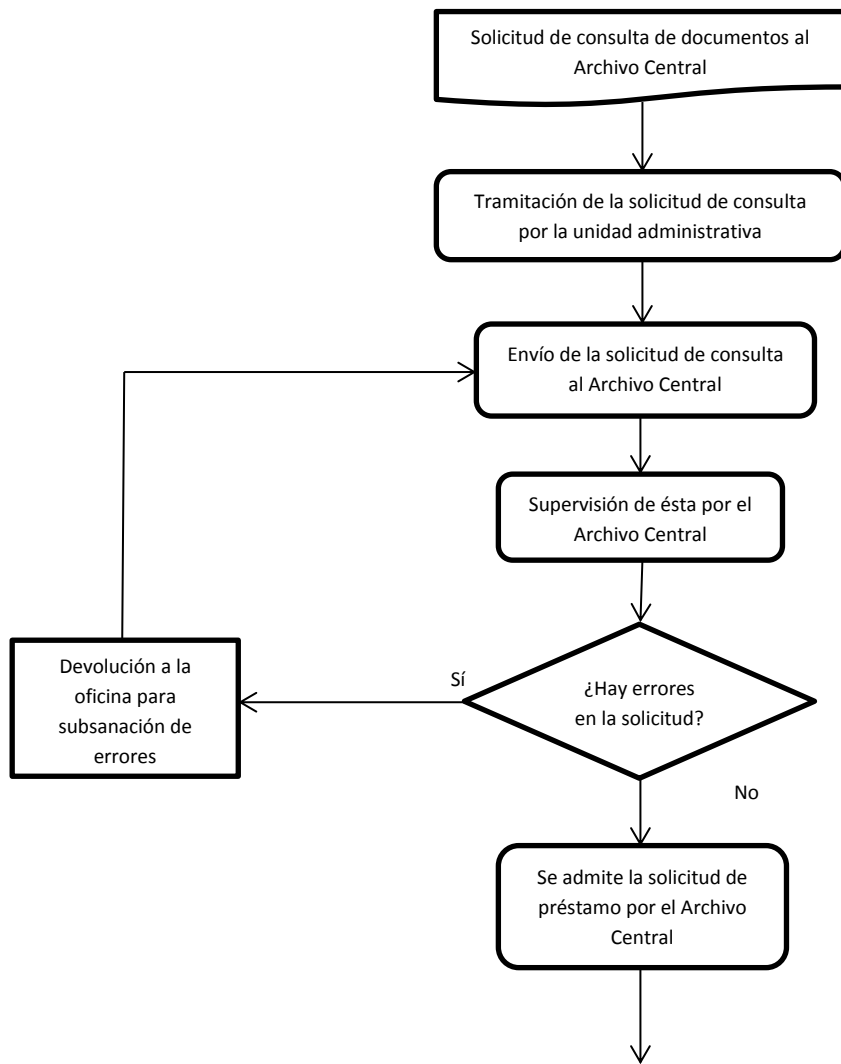 Solicitud de consulta de documentos al
Archivo Central
Tramitación de la solicitud de consulta
por la unidad administrativa
Envío de la solicitud de consulta
al Archivo Central
Supervisión de ésta por el
Archivo Central
¿Hay errores
en la solicitud?
Sí
Devolución a la
oficina para
subsanación de
errores
No
Se admite la solicitud de
préstamo por el Archivo
Central